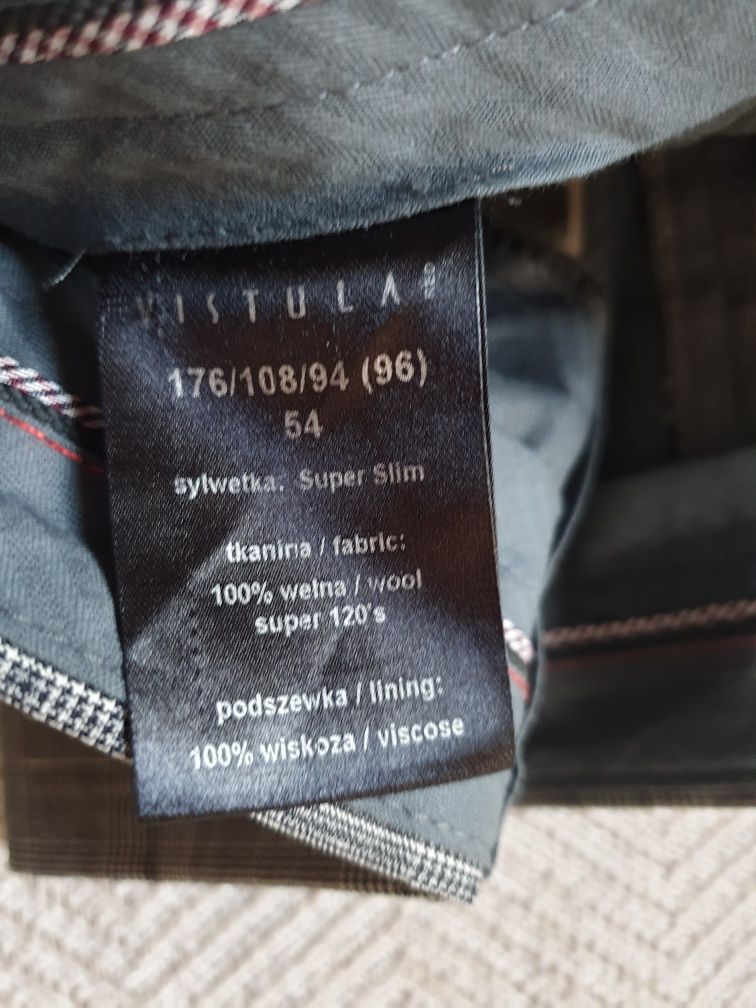 VISTULA
176/108/94 (96)
54
sylwetka: Super Slim
tkanina / fabric:
100% wełna / wool
super 120's
podszewka / lining:
100% wiskoza / viscose